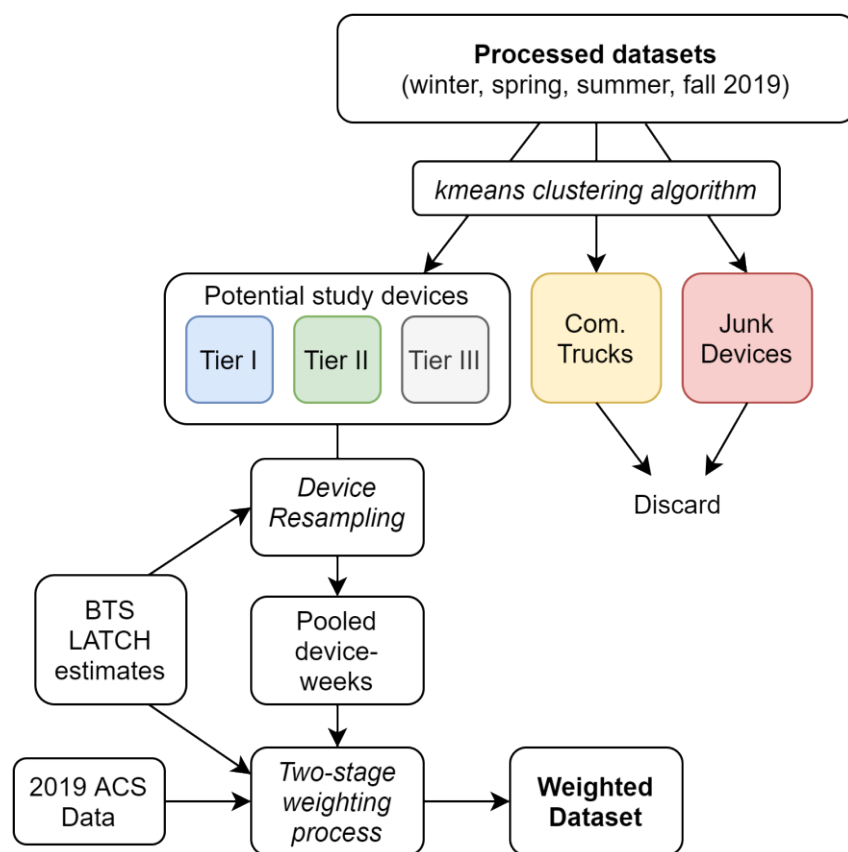 Processed datasets
(winter, spring, summer, fall 2019)
kmeans clustering algorithm
Potential study devices
Tier I
Tier II
Tier III
Com.
Trucks
Junk
Devices
Discard
Device
Resampling
BTS
LATCH
estimates
Pooled
device-
weeks
2019 ACS
Data
Two-stage
weighting
process
Weighted
Dataset